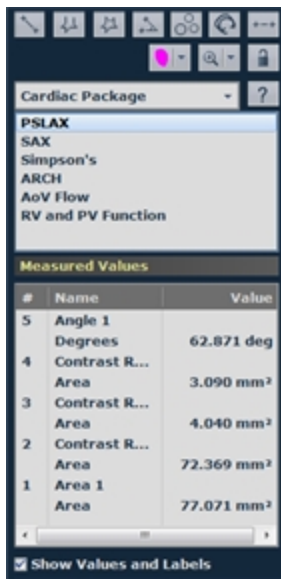 Cardiac Package
?
PSLAX
SAX
Simpson's
ARCH
AoV Flow
RV and PV Function
Measured Values
# Name Value
5 Angle 1
Degrees 62.871 deg
4 Contrast R...
Area 3.090 mm²
3 Contrast R...
Area 4.040 mm²
2 Contrast R...
Area 72.369 mm²
1 Area 1
Area 77.071 mm²
Show Values and Labels